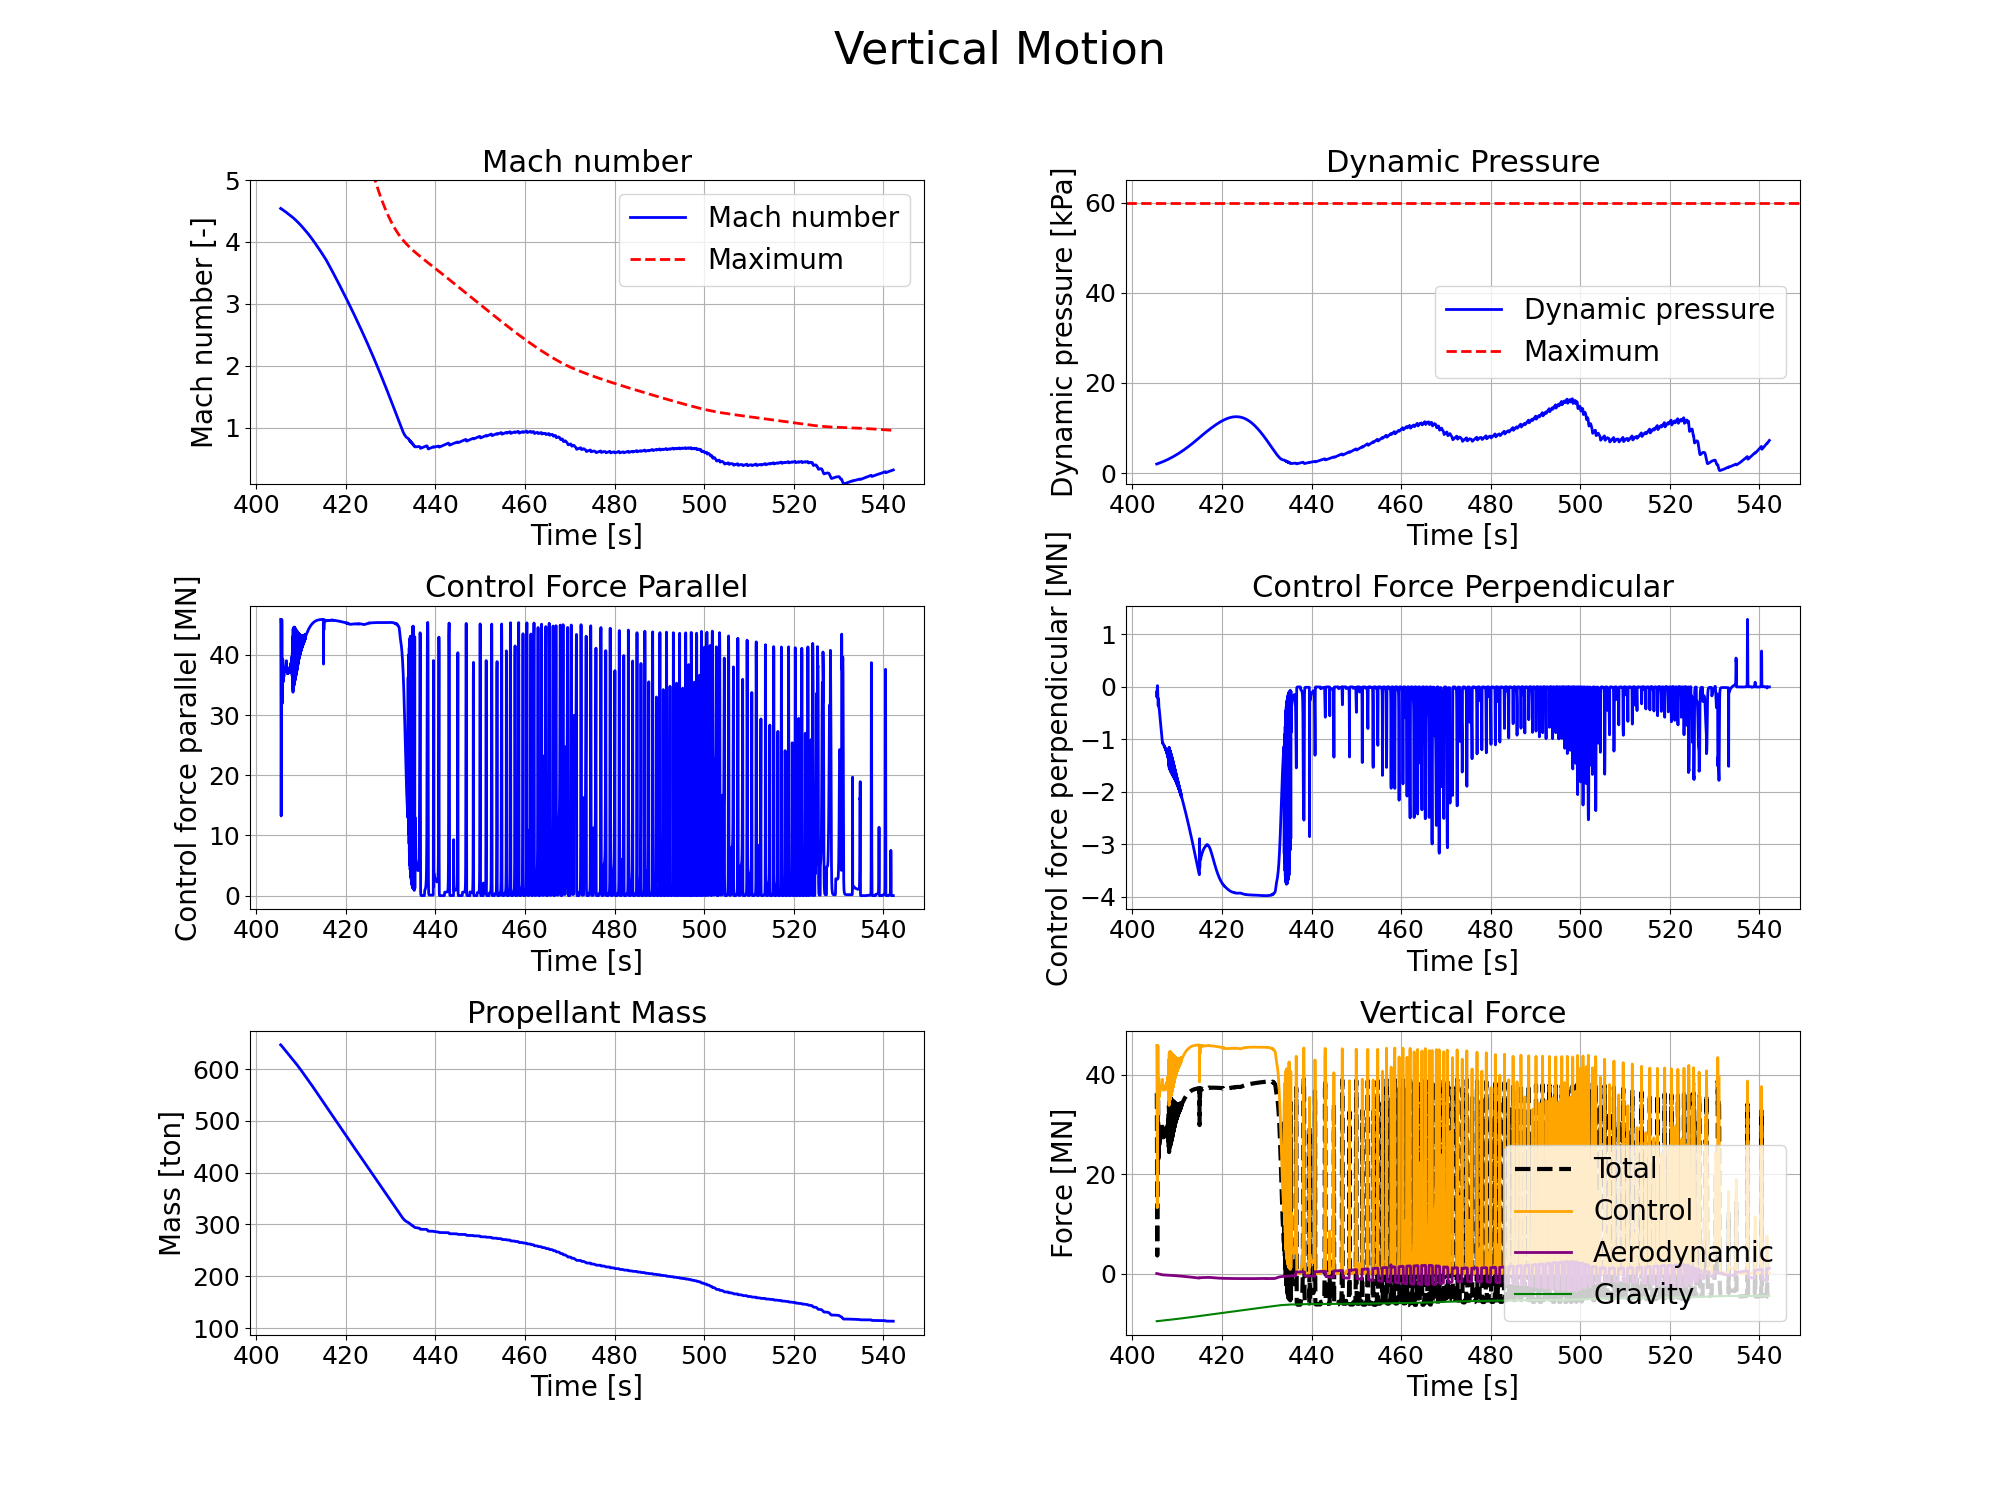 Vertical Motion
Mach number
Mach number [-]
5
4
3
2
1
Mach number
Maximum
400 420 440 460 480 500 520 540
Time [s]
Dynamic Pressure
Dynamic pressure [kPa]
60
40
20
0
Dynamic pressure
Maximum
400 420 440 460 480 500 520 540
Time [s]
Control Force Parallel
Control force parallel [MN]
40
30
20
10
0
400 420 440 460 480 500 520 540
Time [s]
Control Force Perpendicular
Control force perpendicular [MN]
1
0
−1
−2
−3
−4
400 420 440 460 480 500 520 540
Time [s]
Propellant Mass
Mass [ton]
600
500
400
300
200
100
400 420 440 460 480 500 520 540
Time [s]
Vertical Force
Force [MN]
40
20
0
Total
Control
Aerodynamic
Gravity
400 420 440 460 480 500 520 540
Time [s]